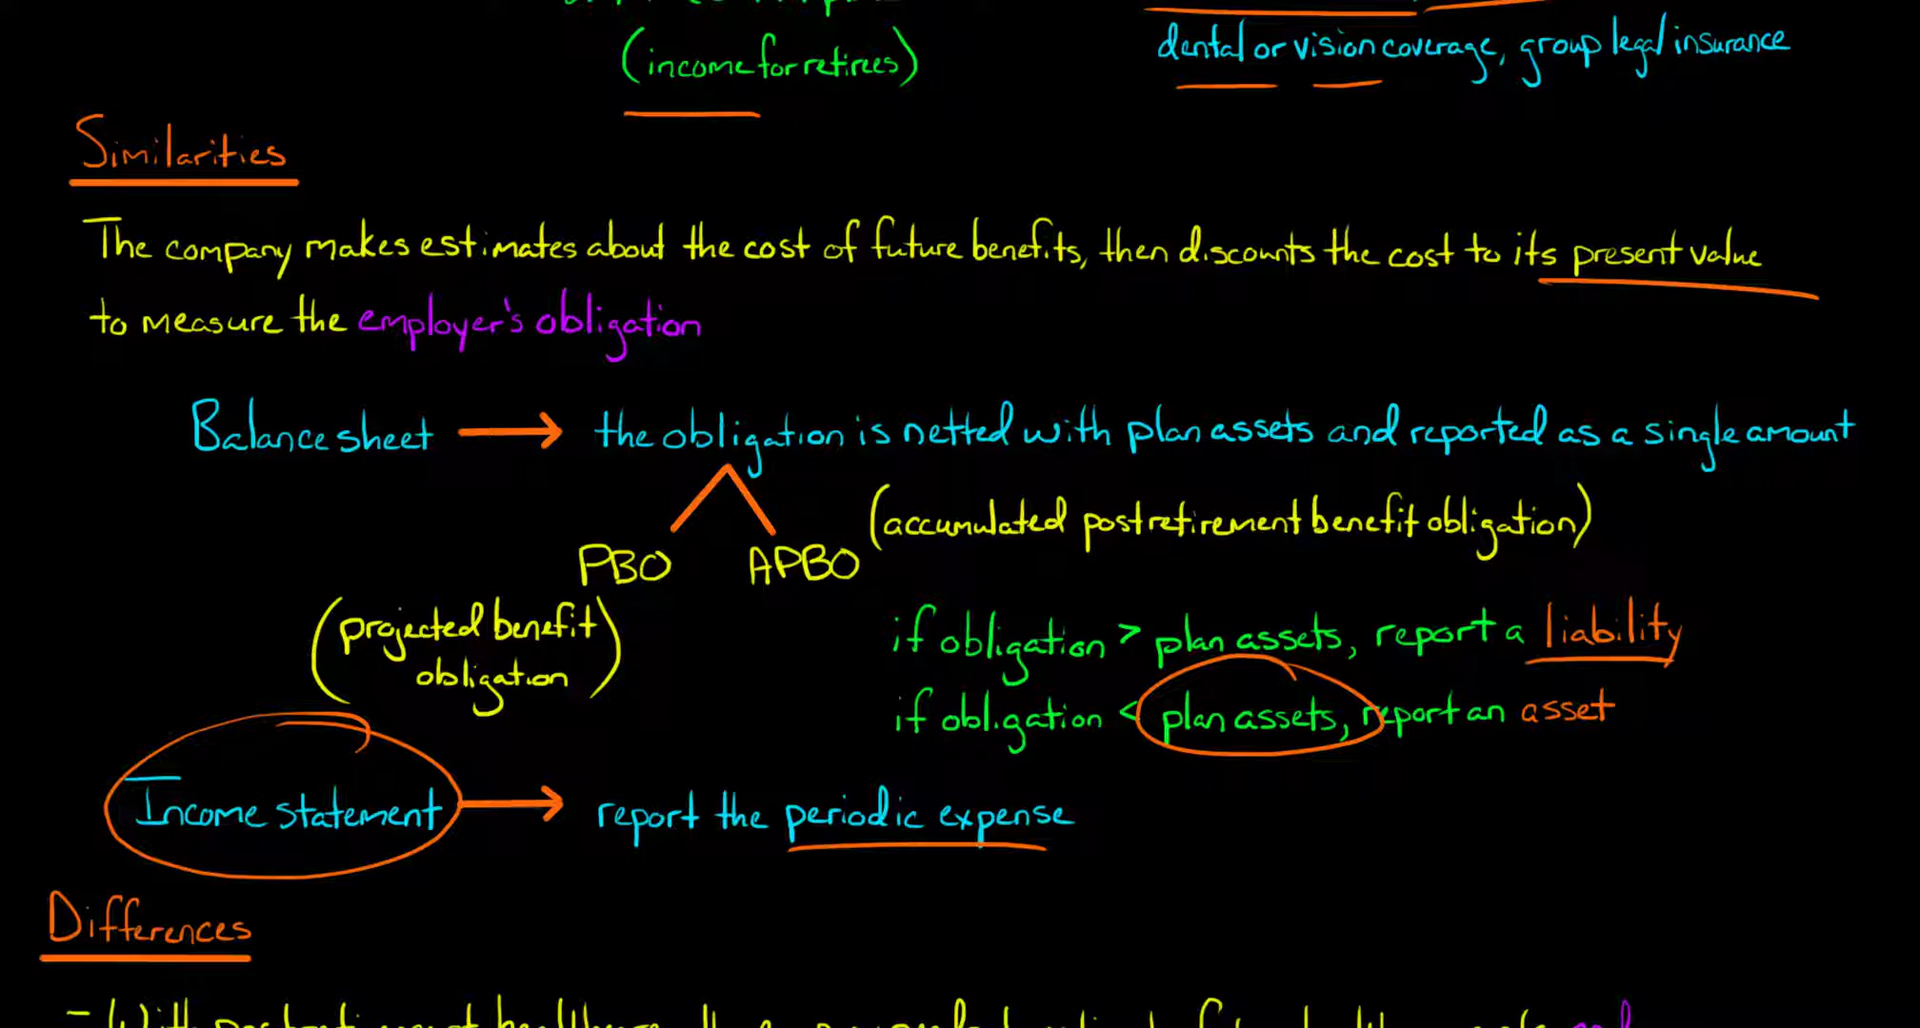 (income for retirees)
dental or vision coverage, group legal insurance
Similarities
The company makes estimates about the cost of future benefits, then discounts the cost to its present value
to measure the employer's obligation
Balance sheet → the obligation is netted with plan assets and reported as a single amount
(accumulated postretirement benefit obligation)
PBO APBO
(projected benefit
obligation)
if obligation > plan assets, report a liability
if obligation < plan assets, report an asset
Income statement → report the periodic expense
Differences
- With postretirement healthcare,